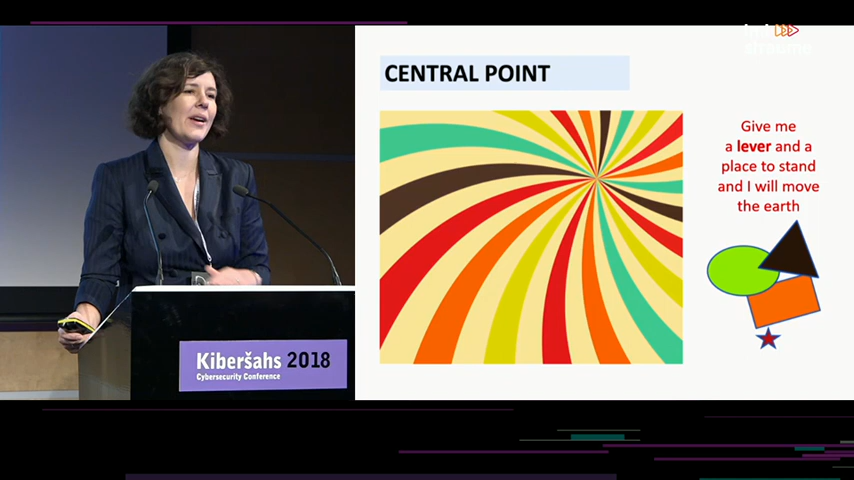 CENTRAL POINT
Give me
a lever and a
place to stand
and I will move
the earth
Kiberšahs 2018
Cybersecurity Conference